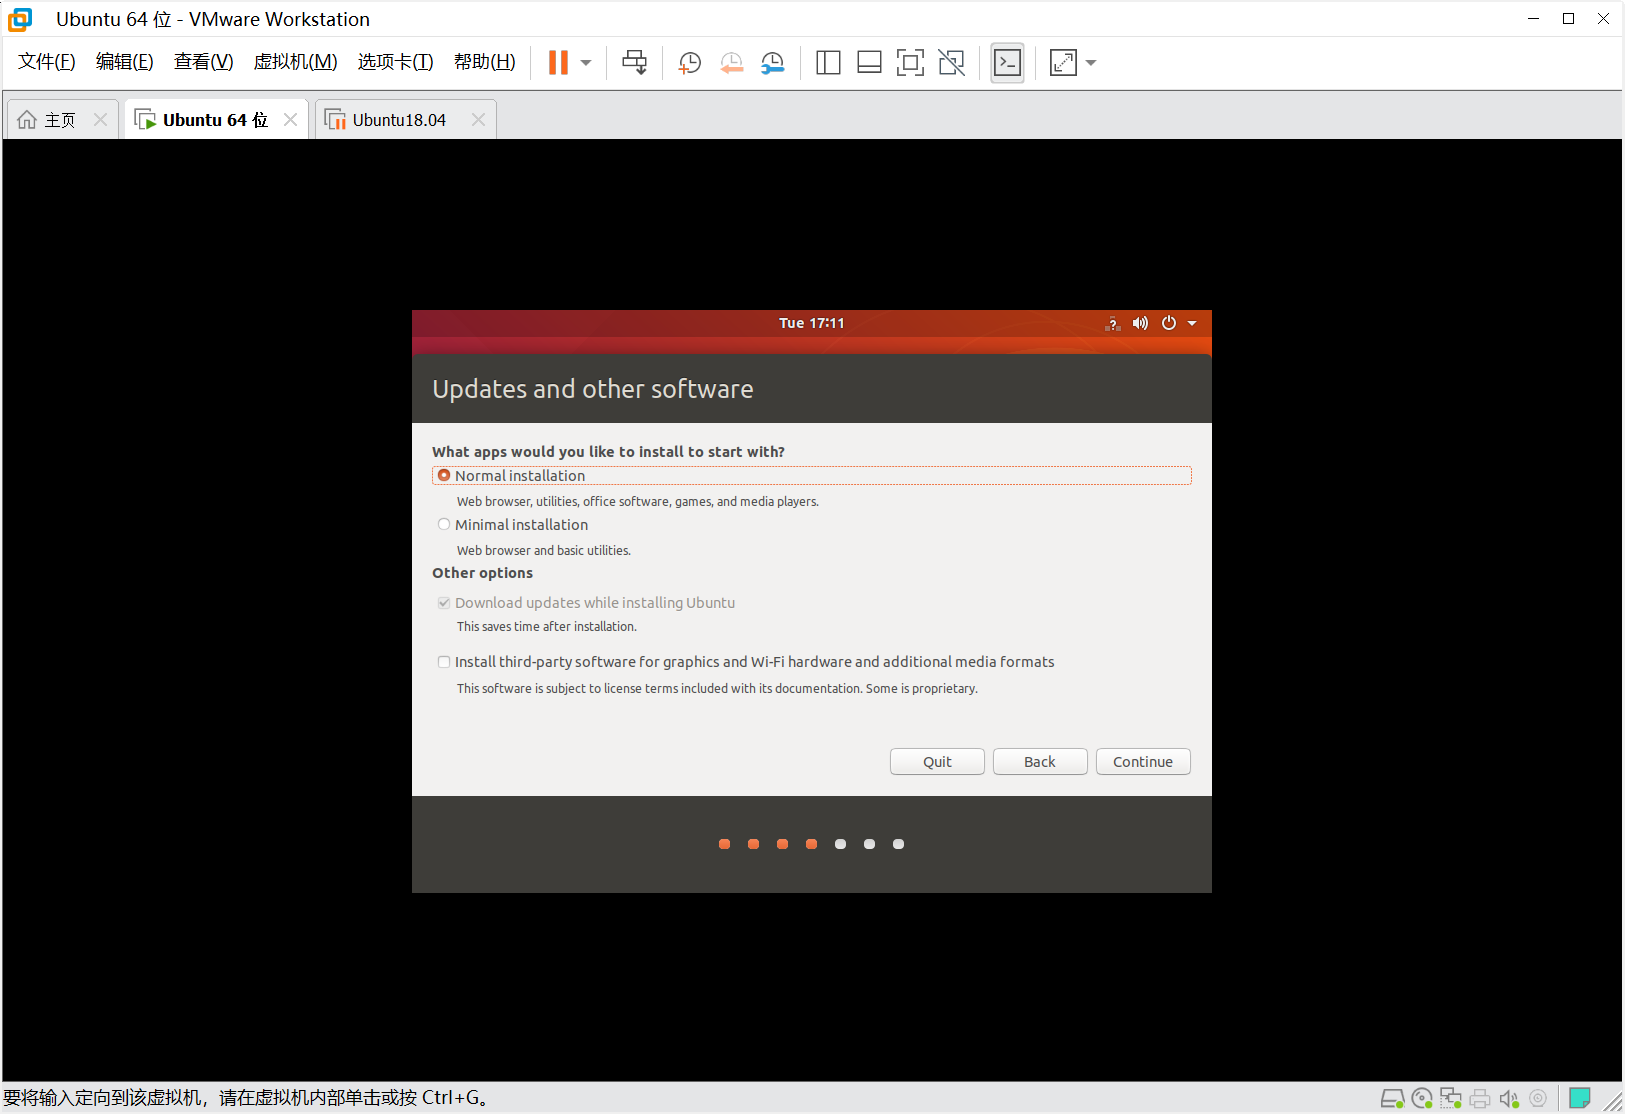 Ubuntu 64 位 - VMware Workstation
文件(F) 编辑(E) 查看(V) 虚拟机(M) 选项卡(T) 帮助(H)
主页 Ubuntu 64 位 Ubuntu18.04
Tue 17:11
Updates and other software
What apps would you like to install to start with?
Normal installation
Web browser, utilities, office software, games, and media players.
Minimal installation
Web browser and basic utilities.
Other options
Download updates while installing Ubuntu
This saves time after installation.
Install third-party software for graphics and Wi-Fi hardware and additional media formats
This software is subject to license terms included with its documentation. Some is proprietary.
Quit Back Continue
要将输入定向到该虚拟机，请在虚拟机内部单击或按 Ctrl+G。